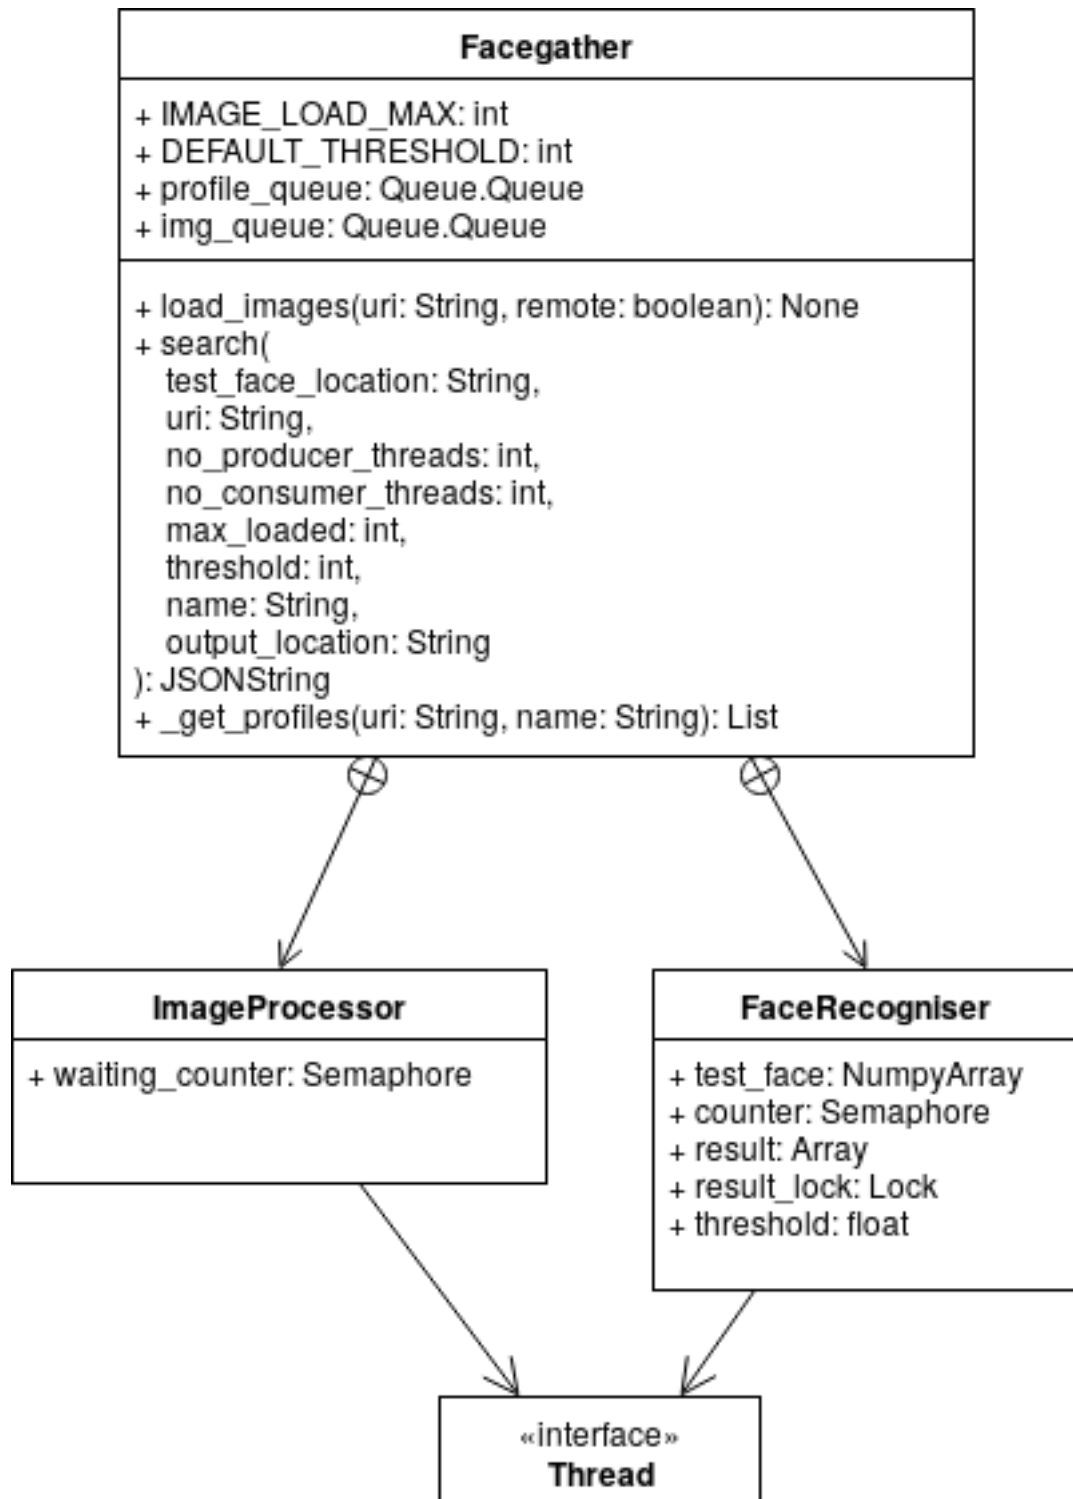 Facegather
+ IMAGE_LOAD_MAX: int
+ DEFAULT_THRESHOLD: int
+ profile_queue: Queue.Queue
+ img_queue: Queue.Queue
+ load_images(uri: String, remote: boolean): None
+ search(
test_face_location: String,
uri: String,
no_producer_threads: int,
no_consumer_threads: int,
max_loaded: int,
threshold: int,
name: String,
output_location: String
): JSONString
+ _get_profiles(uri: String, name: String): List
ImageProcessor
+ waiting_counter: Semaphore
FaceRecogniser
+ test_face: NumpyArray
+ counter: Semaphore
+ result: Array
+ result_lock: Lock
+ threshold: float
«interface»
Thread